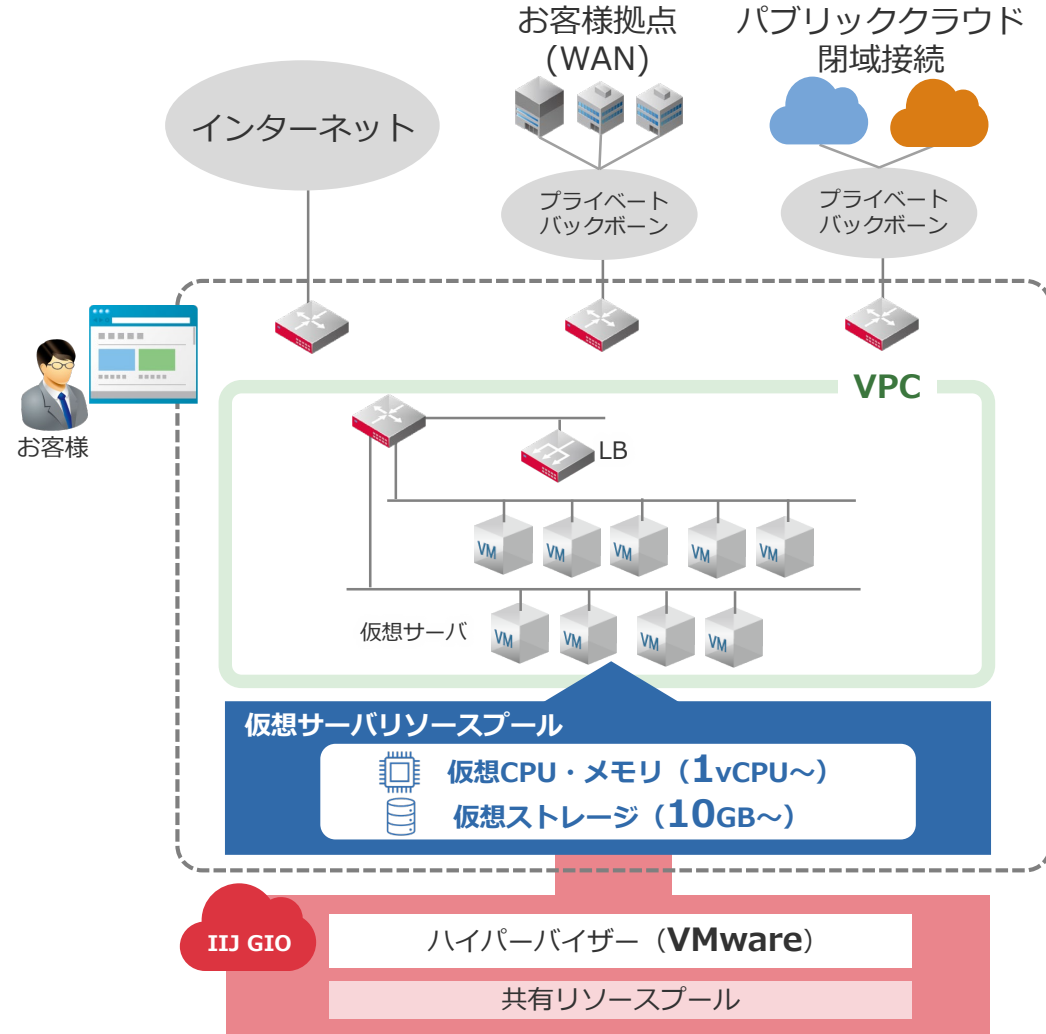 お客様拠点
(WAN)
パブリッククラウド
閉域接続
インターネット
プライベート
バックボーン
プライベート
バックボーン
お客様
VPC
LB
VM
VM
VM
VM
VM
仮想サーバ
VM
VM
VM
VM
仮想サーバリソースプール
仮想CPU・メモリ（1vCPU～）
仮想ストレージ（10GB～）
IIJ GIO
ハイパーバイザー（VMware）
共有リソースプール